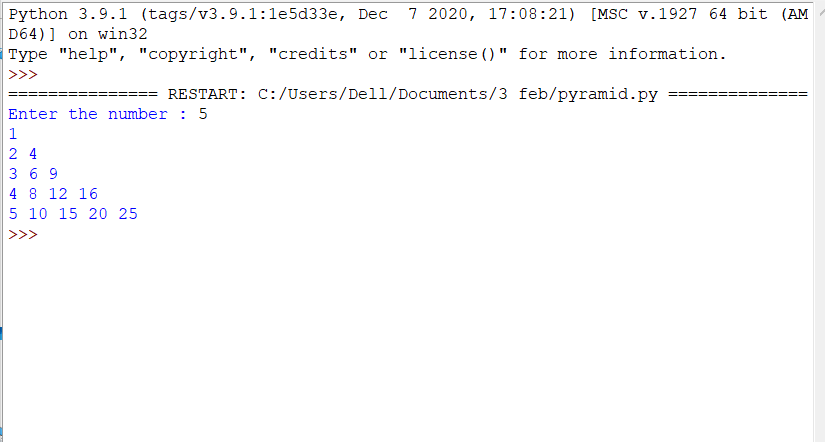 Python 3.9.1 (tags/v3.9.1:1e5d33e, Dec  7 2020, 17:08:21) [MSC v.1927 64 bit (AM
D64)] on win32
Type "help", "copyright", "credits" or "license()" for more information.
>>>
=============== RESTART: C:/Users/Dell/Documents/3 feb/pyramid.py ==============
Enter the number : 5
1
2 4
3 6 9
4 8 12 16
5 10 15 20 25
>>>